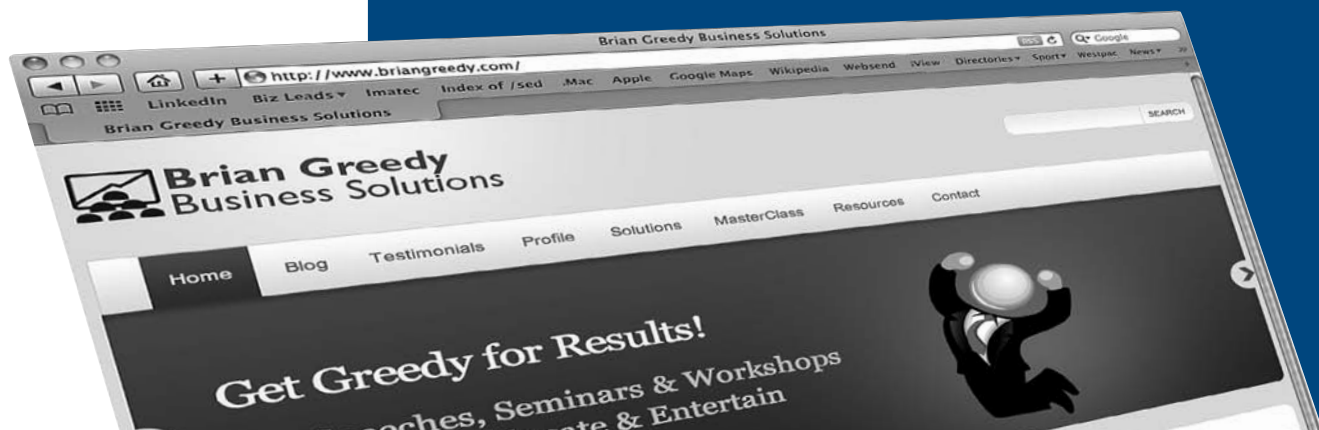 Brian Greedy Business Solutions
http://www.briangreedy.com/
RSS
Google
LinkedIn Biz Leads Imatec Index of /sed .Mac Apple Google Maps Wikipedia Websend iView Directories Sport Westpac News
Brian Greedy Business Solutions
SEARCH
Brian Greedy
Business Solutions
Home Blog Testimonials Profile Solutions MasterClass Resources Contact
Get Greedy for Results!
Seminars & Workshops
& Entertain